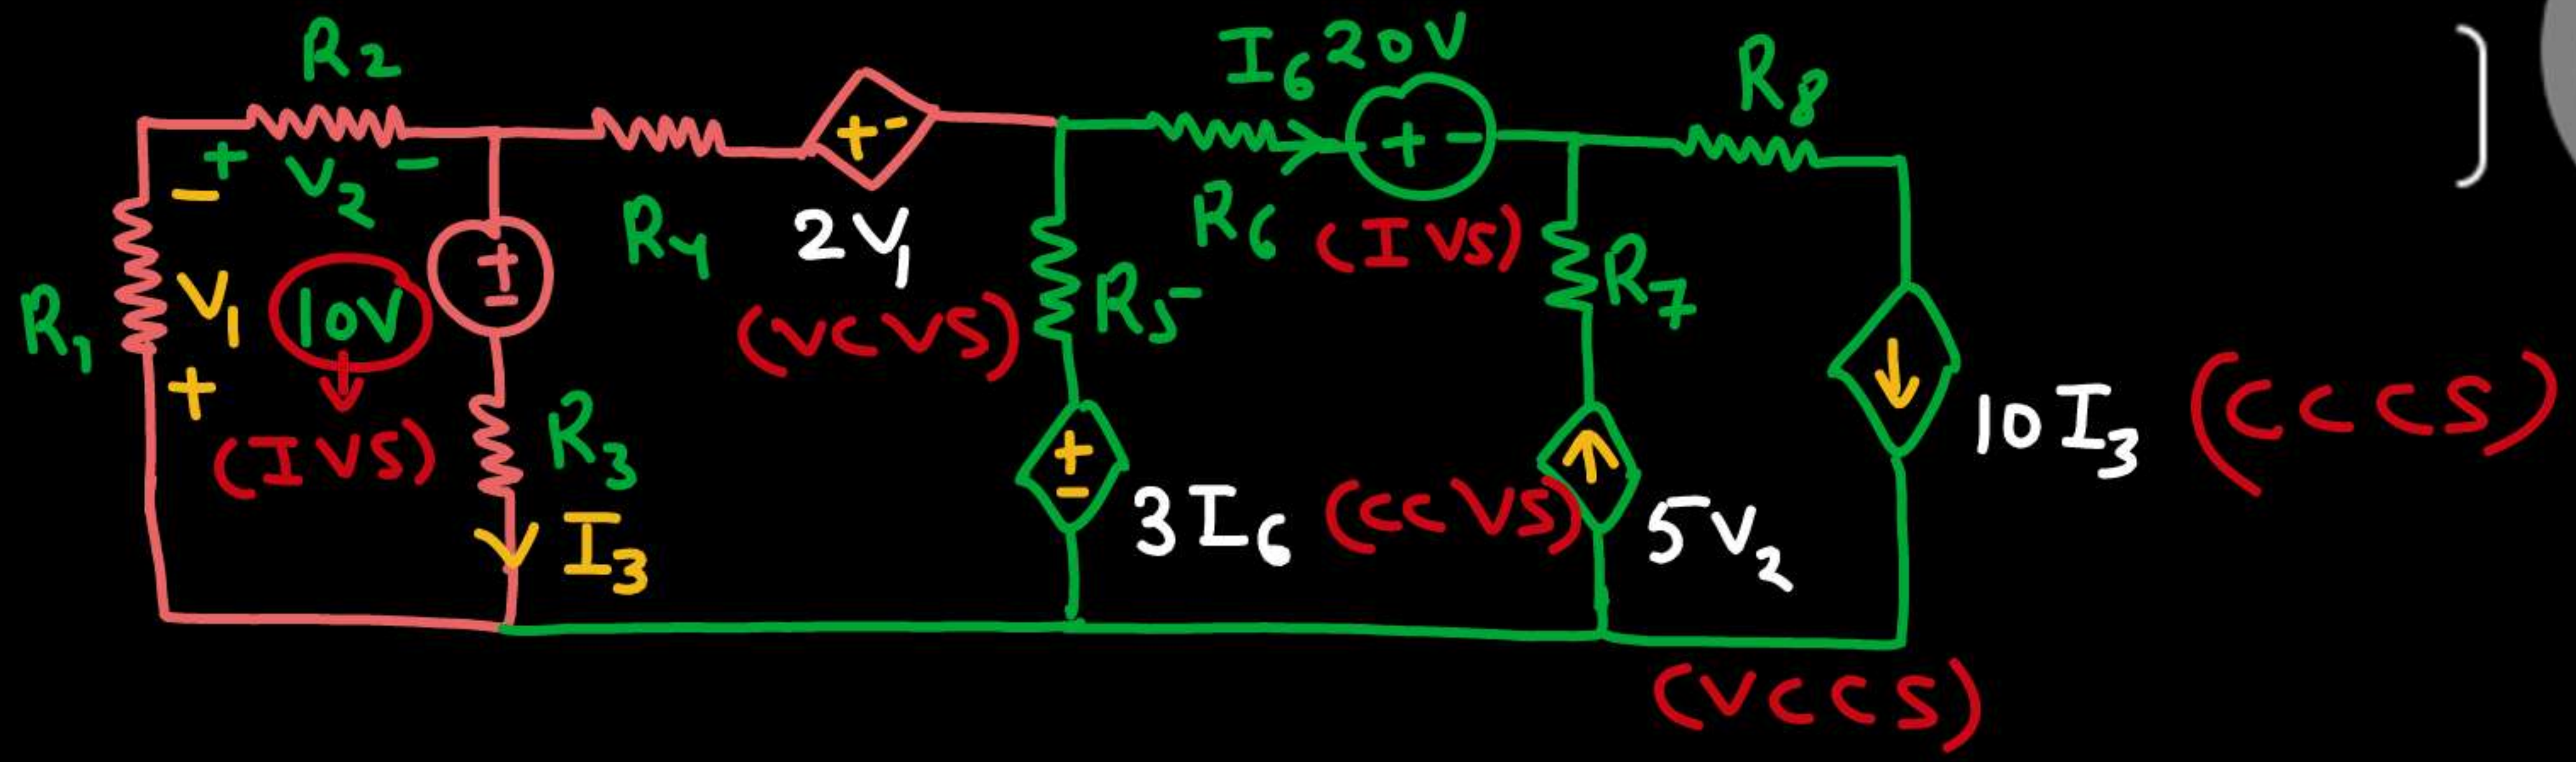 R2
I6 20V
R8
+ V2 -
+ -
+ -
-
V1
+
R1
10V
(IVS)
+
-
R4
2V1
(VCVS)
R5
R6
(IVS)
R7
R3
I3
+
-
3I6
(CCVS)
5V2
10I3
(CCCS)
(VCCS)